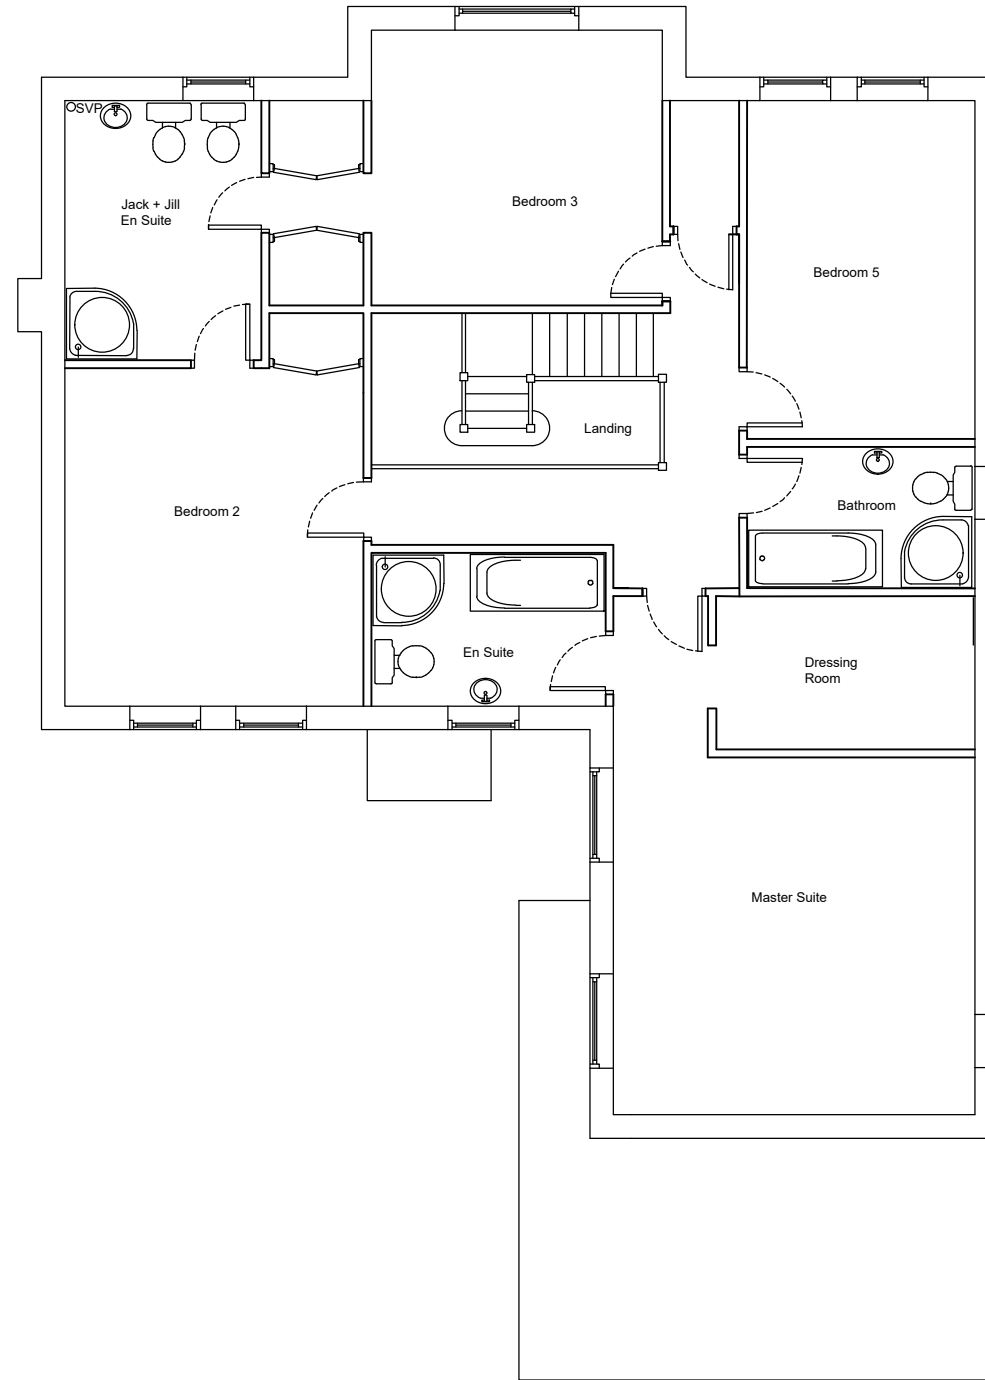 SVP
Jack + Jill
En Suite
Bedroom 3
Bedroom 5
Landing
Bedroom 2
Bathroom
En Suite
Dressing
Room
Master Suite